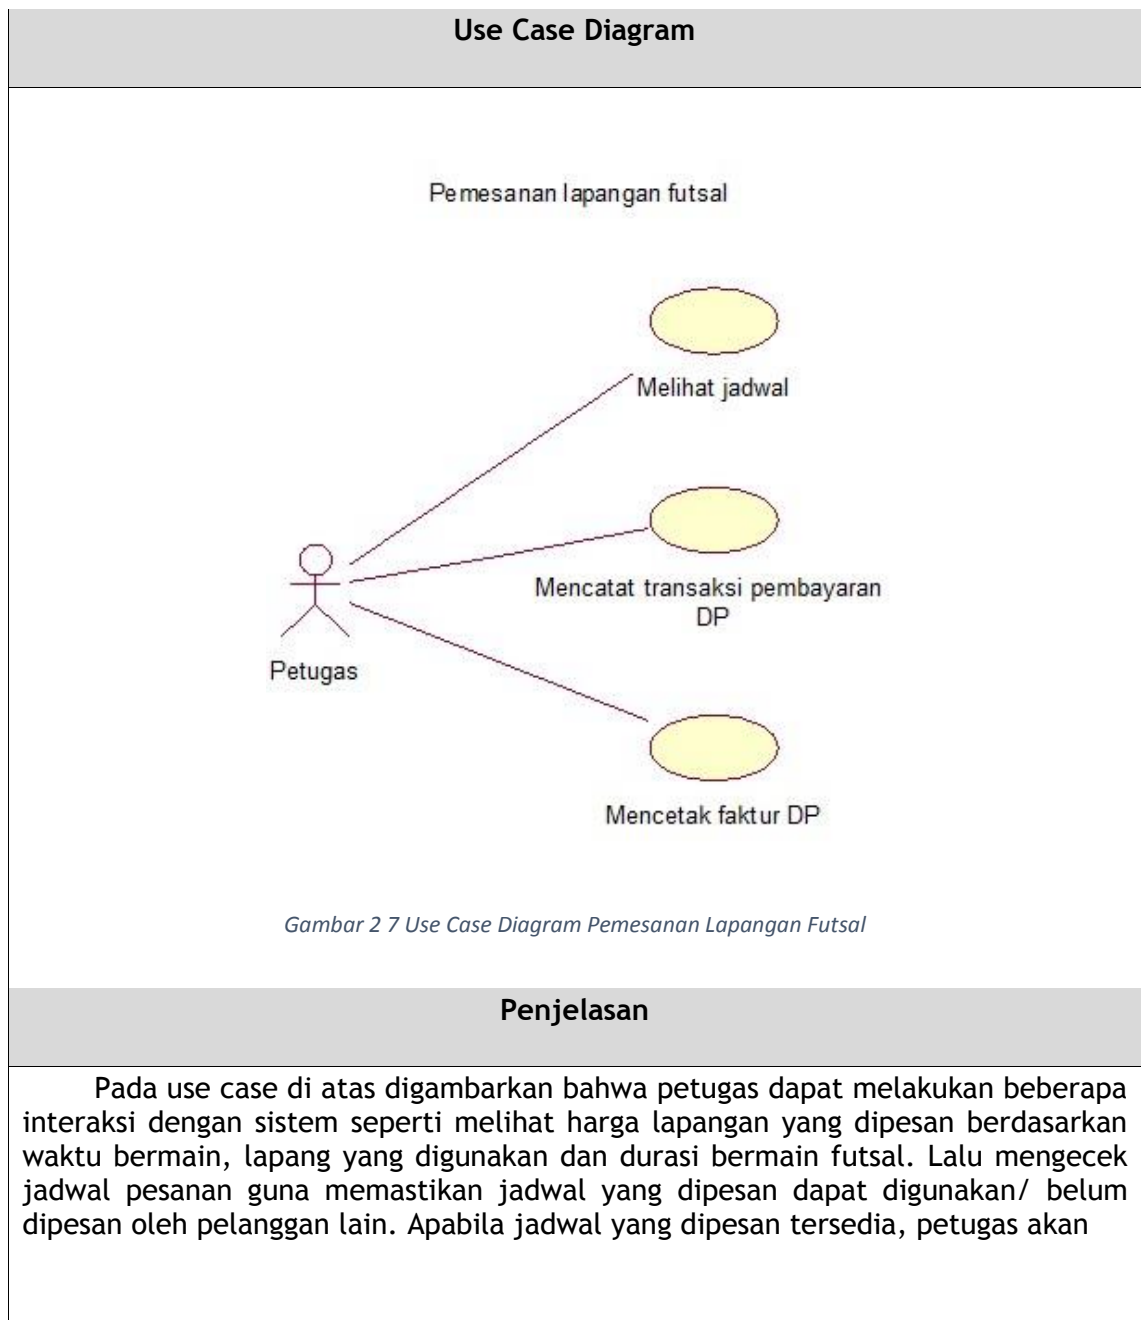 Use Case Diagram
Pemesanan lapangan futsal
Melihat jadwal
Mencatat transaksi pembayaran
DP
Petugas
Mencetak faktur DP
Gambar 2 7 Use Case Diagram Pemesanan Lapangan Futsal
Penjelasan
Pada use case di atas digambarkan bahwa petugas dapat melakukan beberapa
interaksi dengan sistem seperti melihat harga lapangan yang dipesan berdasarkan
waktu bermain, lapang yang digunakan dan durasi bermain futsal. Lalu mengecek
jadwal pesanan guna memastikan jadwal yang dipesan dapat digunakan/ belum
dipesan oleh pelanggan lain. Apabila jadwal yang dipesan tersedia, petugas akan